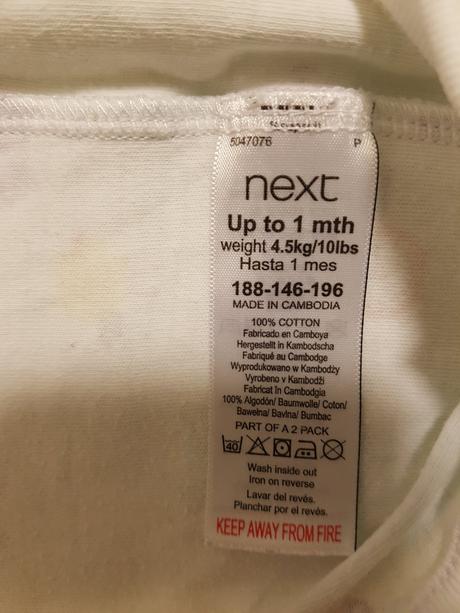 5047076 P
next
Up to 1 mth
weight 4.5kg/10lbs
Hasta 1 mes
188-146-196
MADE IN CAMBODIA
100% COTTON
Fabricado en Camboya
Hergestellt in Kambodscha
Fabriqué au Cambodge
Wyprodukowano w Kambodży
Vyrobeno v Kambodži
Fabricat în Cambodgia
100% Algodón/ Baumwolle/ Coton/
Bawełna/ Bavlna/ Bumbac
PART OF A 2 PACK
40
Wash inside out
Iron on reverse
Lavar del revés.
Planchar por el revés.
KEEP AWAY FROM FIRE